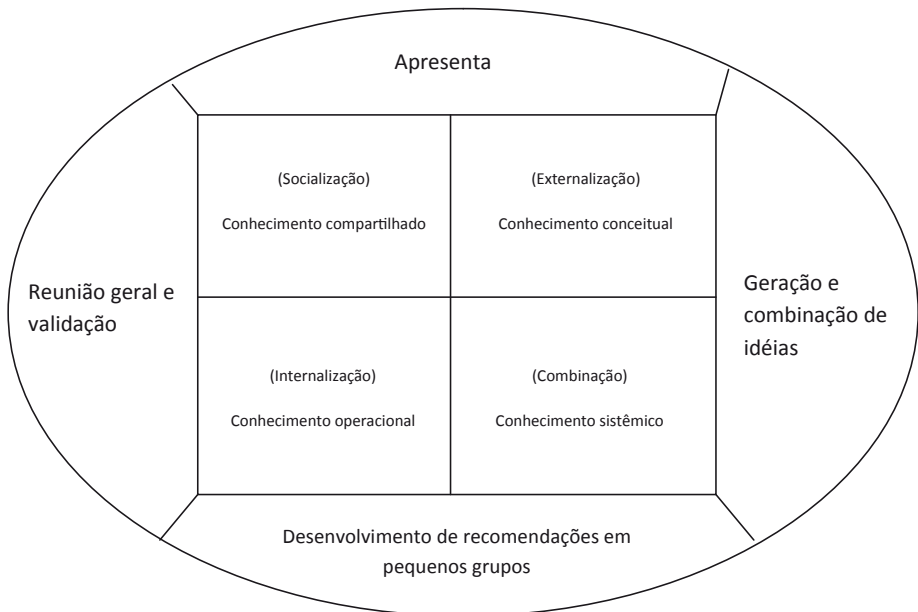 Apresenta
(Socialização)
Conhecimento compartilhado
(Externalização)
Conhecimento conceitual
Reunião geral e
validação
Geração e
combinação de
idéias
(Internalização)
Conhecimento operacional
(Combinação)
Conhecimento sistêmico
Desenvolvimento de recomendações em
pequenos grupos